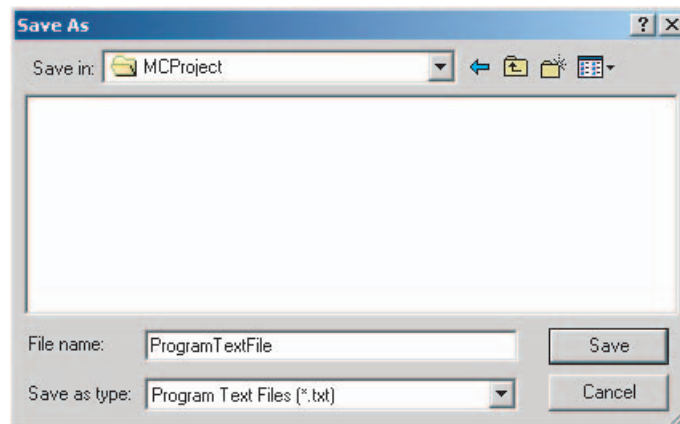 Save As
Save in: MCProject
File name: ProgramTextFile Save
Save as type: Program Text Files (*.txt) Cancel